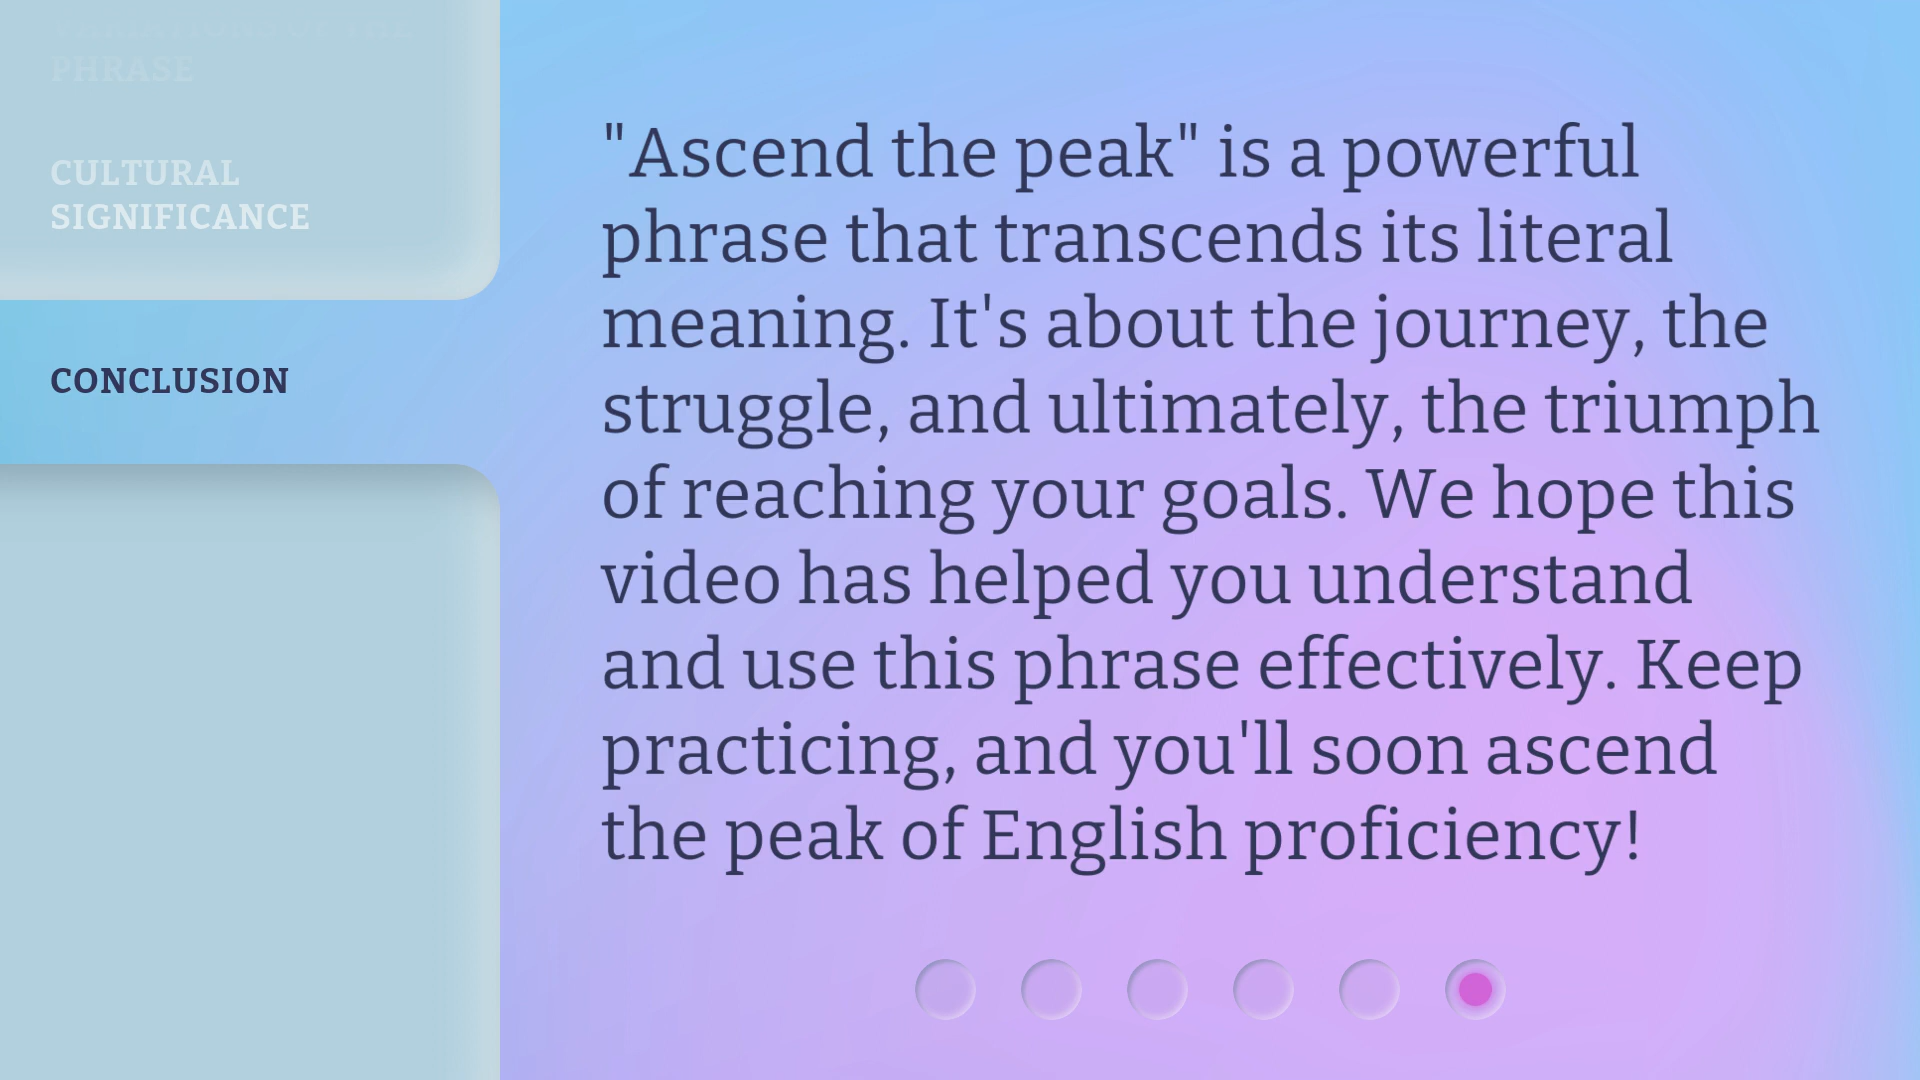 PHRASE
CULTURAL
SIGNIFICANCE
CONCLUSION
"Ascend the peak" is a powerful
phrase that transcends its literal
meaning. It's about the journey, the
struggle, and ultimately, the triumph
of reaching your goals. We hope this
video has helped you understand
and use this phrase effectively. Keep
practicing, and you'll soon ascend
the peak of English proficiency!